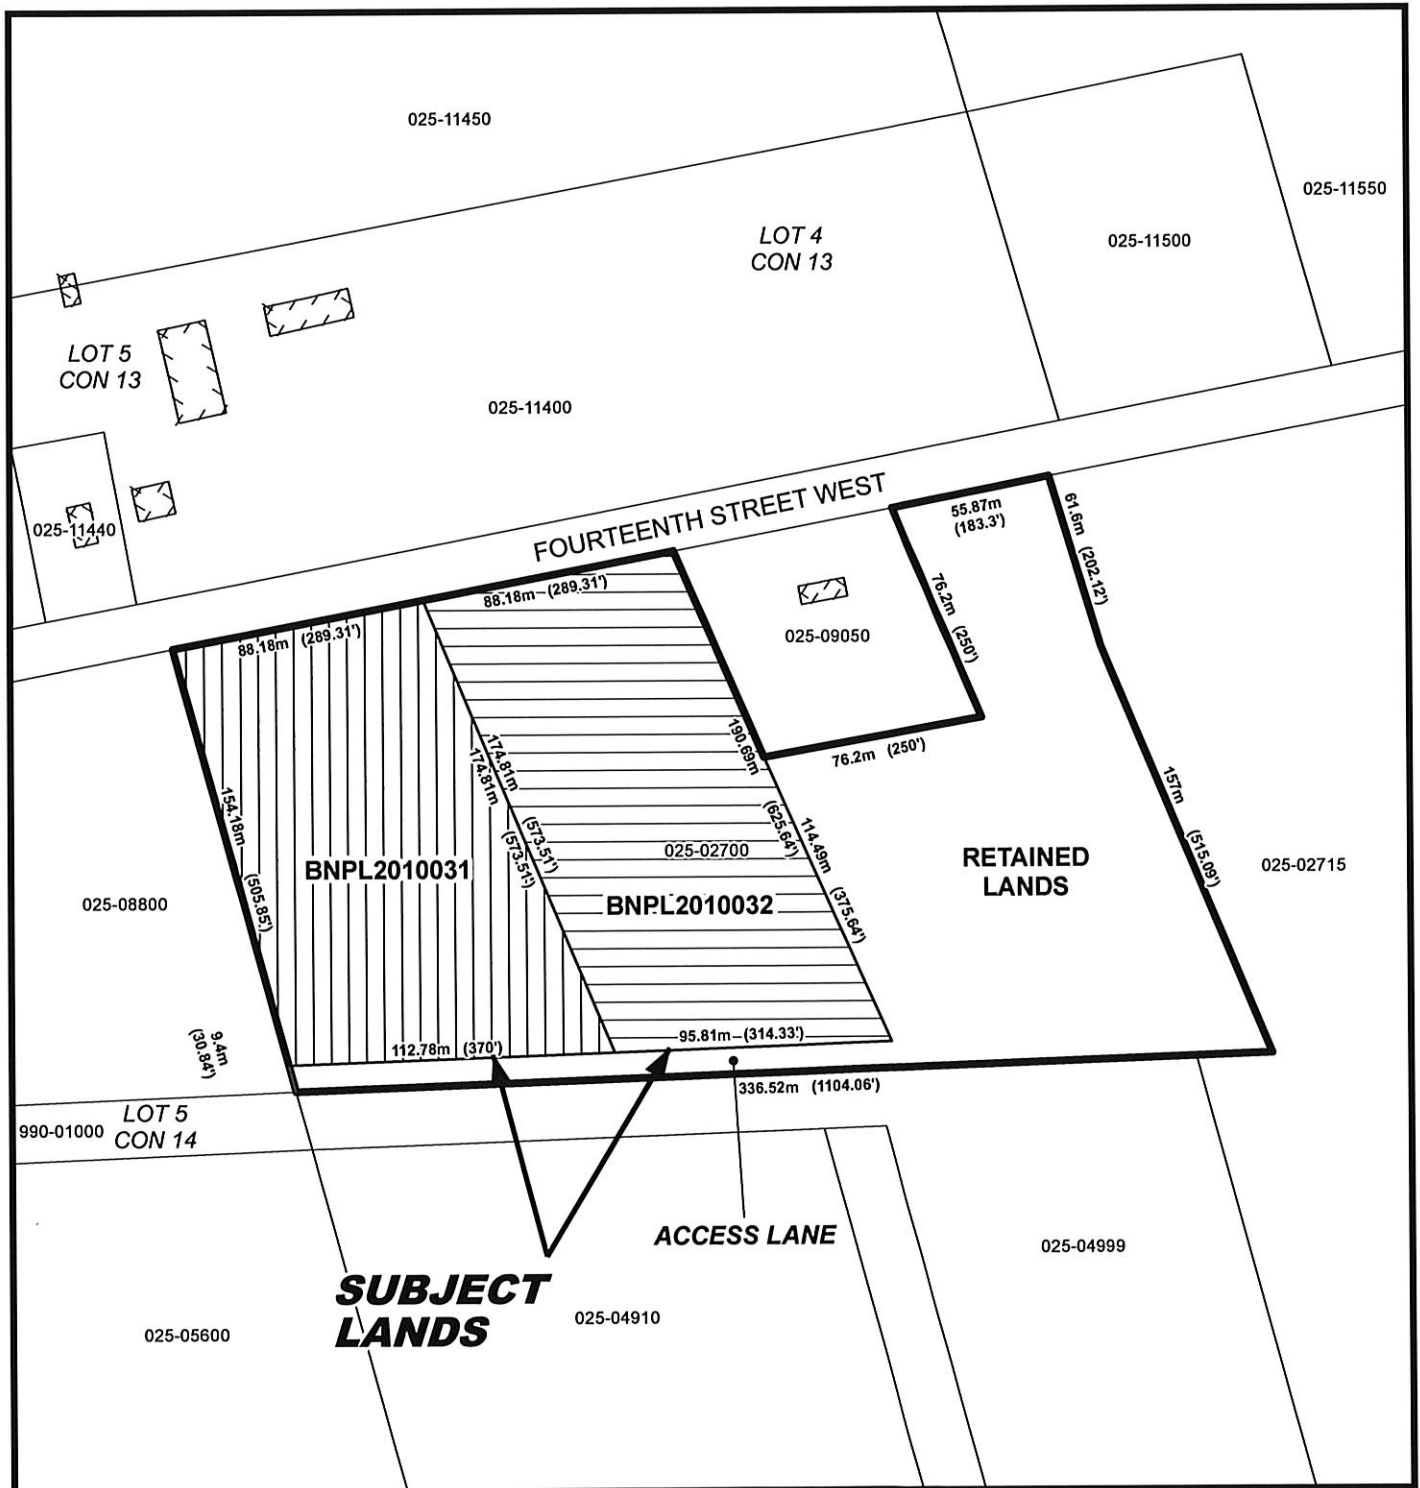 025-11450
025-11550
LOT 4
CON 13
025-11500
LOT 5
CON 13
025-11400
025-11440
FOURTEENTH STREET WEST
55.87m
(183.3')
61.6m (202.12')
88.18m (289.31')
88.18m (289.31')
76.2m (250')
025-09050
190.69m (625.64')
76.2m (250')
174.81m (573.51')
174.81m (573.51')
157m (515.09')
154.18m (505.85')
114.49m (375.64')
025-02700
BNPL2010031
BNPL2010032
RETAINED
LANDS
025-02715
025-08800
9.4m
(30.84')
112.78m (370')
95.81m (314.33')
336.52m (1104.06')
990-01000
LOT 5
CON 14
ACCESS LANE
025-04999
SUBJECT
LANDS
025-04910
025-05600